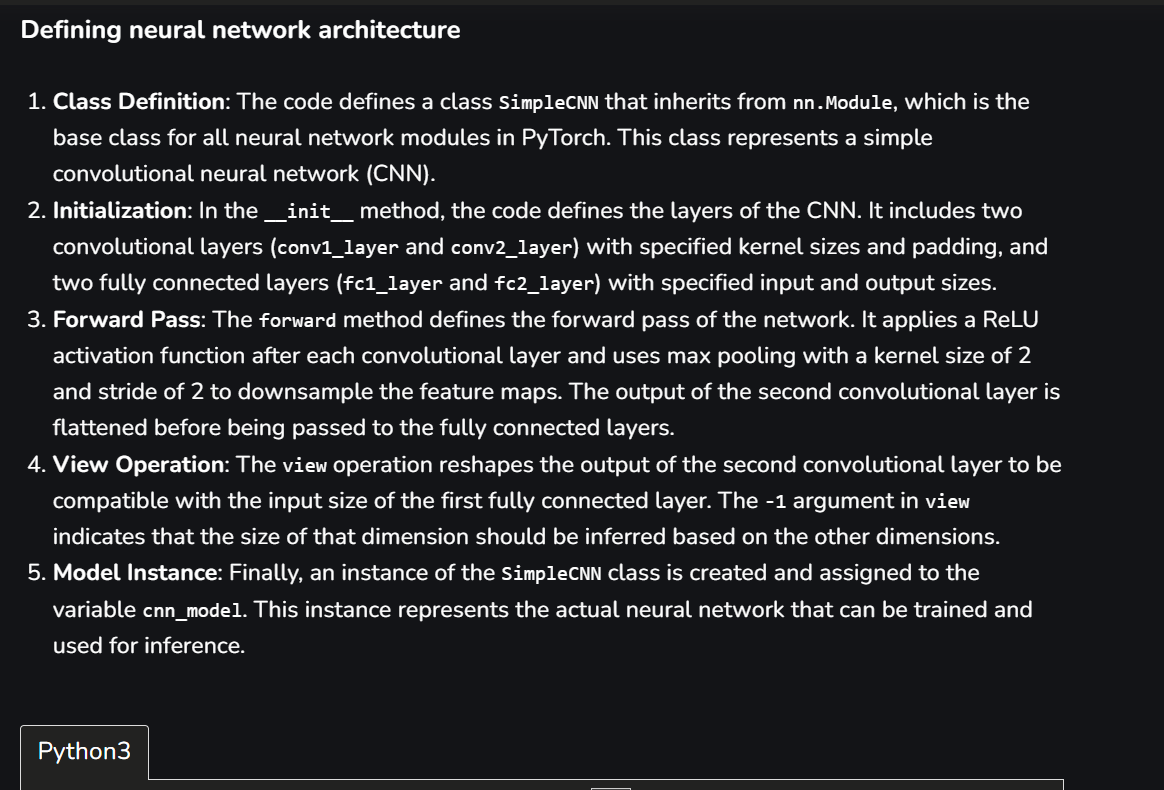 Defining neural network architecture
1. Class Definition: The code defines a class SimpleCNN that inherits from nn.Module, which is the
base class for all neural network modules in PyTorch. This class represents a simple
convolutional neural network (CNN).
2. Initialization: In the __init__ method, the code defines the layers of the CNN. It includes two
convolutional layers (conv1_layer and conv2_layer) with specified kernel sizes and padding, and
two fully connected layers (fc1_layer and fc2_layer) with specified input and output sizes.
3. Forward Pass: The forward method defines the forward pass of the network. It applies a ReLU
activation function after each convolutional layer and uses max pooling with a kernel size of 2
and stride of 2 to downsample the feature maps. The output of the second convolutional layer is
flattened before being passed to the fully connected layers.
4. View Operation: The view operation reshapes the output of the second convolutional layer to be
compatible with the input size of the first fully connected layer. The -1 argument in view
indicates that the size of that dimension should be inferred based on the other dimensions.
5. Model Instance: Finally, an instance of the SimpleCNN class is created and assigned to the
variable cnn_model. This instance represents the actual neural network that can be trained and
used for inference.
Python3